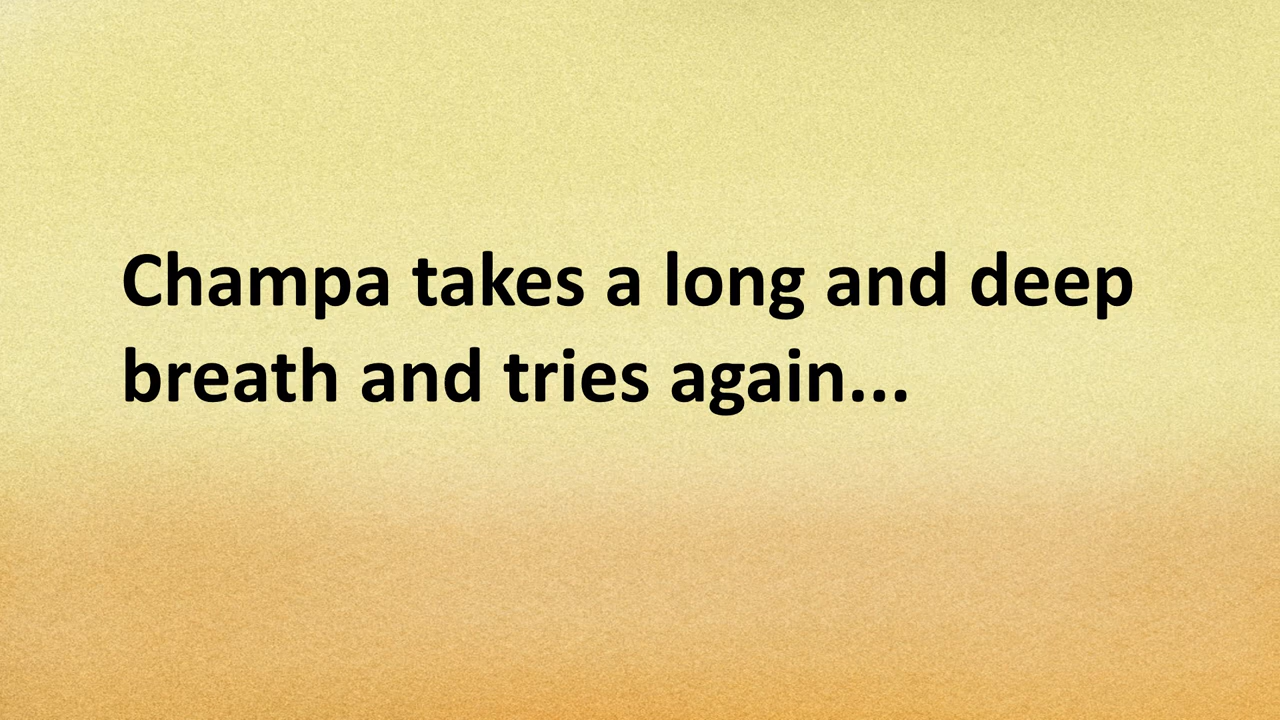 Champa takes a long and deep
breath and tries again...